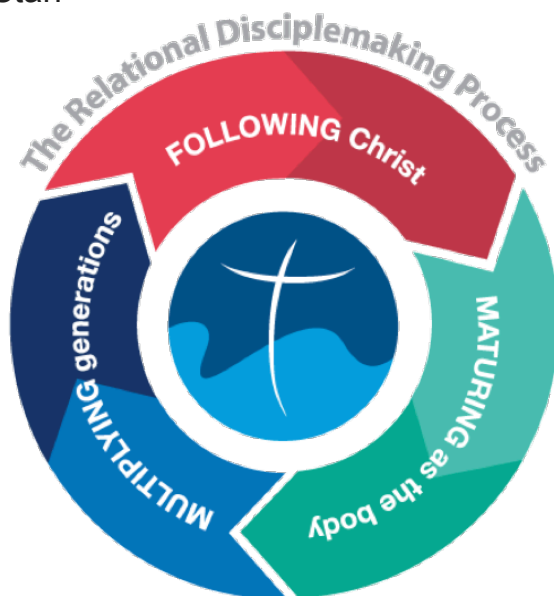 The Relational Disciplemaking Process
FOLLOWING Christ
MATURING as the body
MULTIPLYING generations